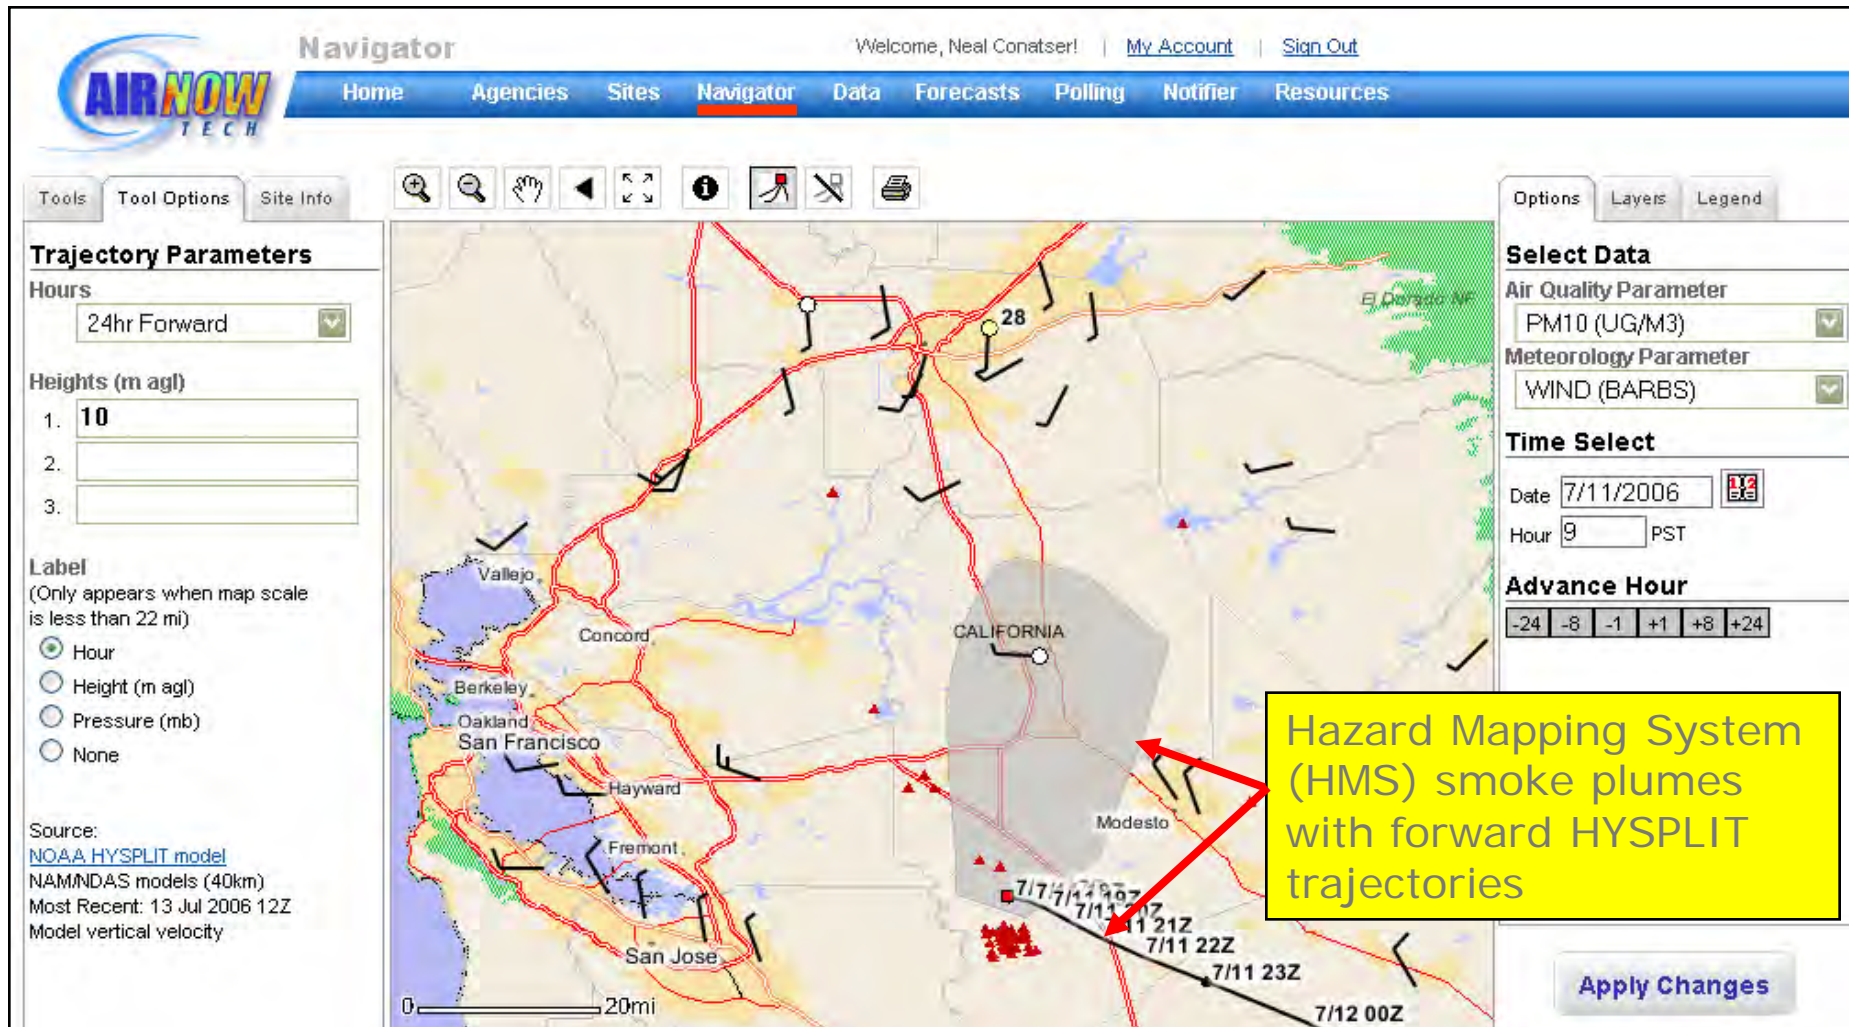 Navigator
Welcome, Neal Conatser! | My Account | Sign Out
AIRNOW
TECH
Home Agencies Sites Navigator Data Forecasts Polling Notifier Resources
Tools Tool Options Site Info
Trajectory Parameters
Hours
24hr Forward
Heights (m agl)
1. 10
2.
3.
Label
(Only appears when map scale
is less than 22 mi)
Hour
Height (m agl)
Pressure (mb)
None
Source:
NOAA HYSPLIT model
NAM/NDAS models (40km)
Most Recent: 13 Jul 2006 12Z
Model vertical velocity
El Dorado NF
28
Vallejo
Concord
CALIFORNIA
Berkeley
Oakland
San Francisco
Hayward
Modesto
Fremont
San Jose
7/11 19Z
7/11 20Z
11 21Z
7/11 22Z
7/11 23Z
7/12 00Z
0 20mi
Options Layers Legend
Select Data
Air Quality Parameter
PM10 (UG/M3)
Meteorology Parameter
WIND (BARBS)
Time Select
Date 7/11/2006
Hour 9 PST
Advance Hour
-24 -8 -1 +1 +8 +24
Hazard Mapping System
(HMS) smoke plumes
with forward HYSPLIT
trajectories
Apply Changes